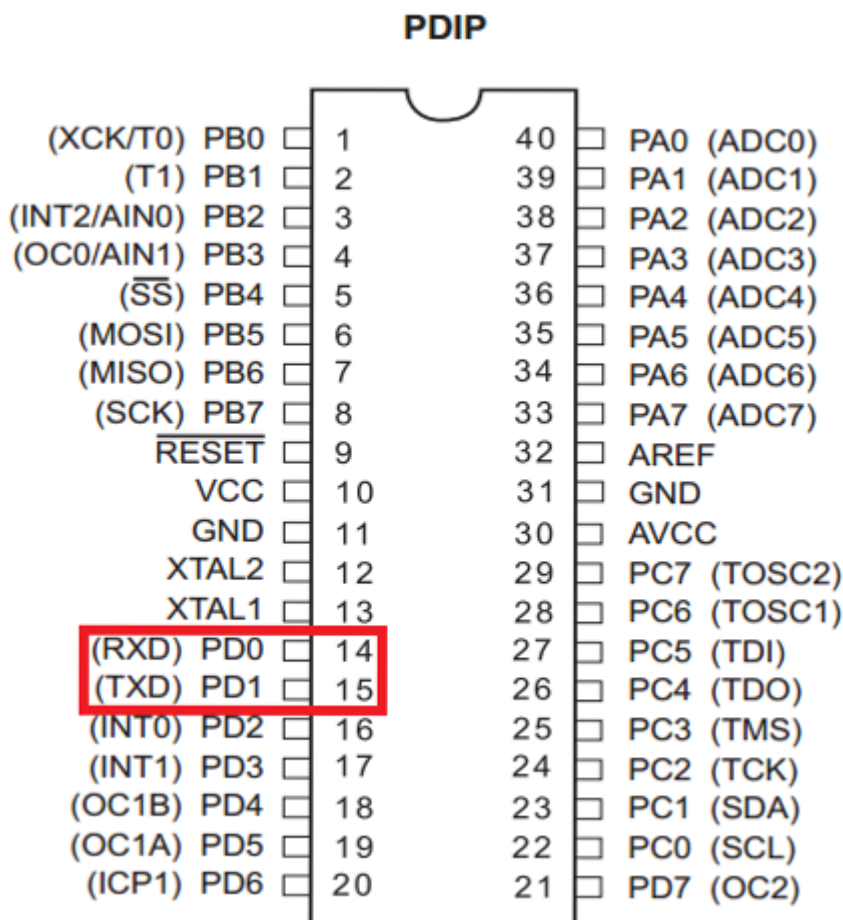 PDIP
(XCK/T0) PB0 1 40 PA0 (ADC0)
(T1) PB1 2 39 PA1 (ADC1)
(INT2/AIN0) PB2 3 38 PA2 (ADC2)
(OC0/AIN1) PB3 4 37 PA3 (ADC3)
(SS) PB4 5 36 PA4 (ADC4)
(MOSI) PB5 6 35 PA5 (ADC5)
(MISO) PB6 7 34 PA6 (ADC6)
(SCK) PB7 8 33 PA7 (ADC7)
RESET 9 32 AREF
VCC 10 31 GND
GND 11 30 AVCC
XTAL2 12 29 PC7 (TOSC2)
XTAL1 13 28 PC6 (TOSC1)
(RXD) PD0 14 27 PC5 (TDI)
(TXD) PD1 15 26 PC4 (TDO)
(INT0) PD2 16 25 PC3 (TMS)
(INT1) PD3 17 24 PC2 (TCK)
(OC1B) PD4 18 23 PC1 (SDA)
(OC1A) PD5 19 22 PC0 (SCL)
(ICP1) PD6 20 21 PD7 (OC2)